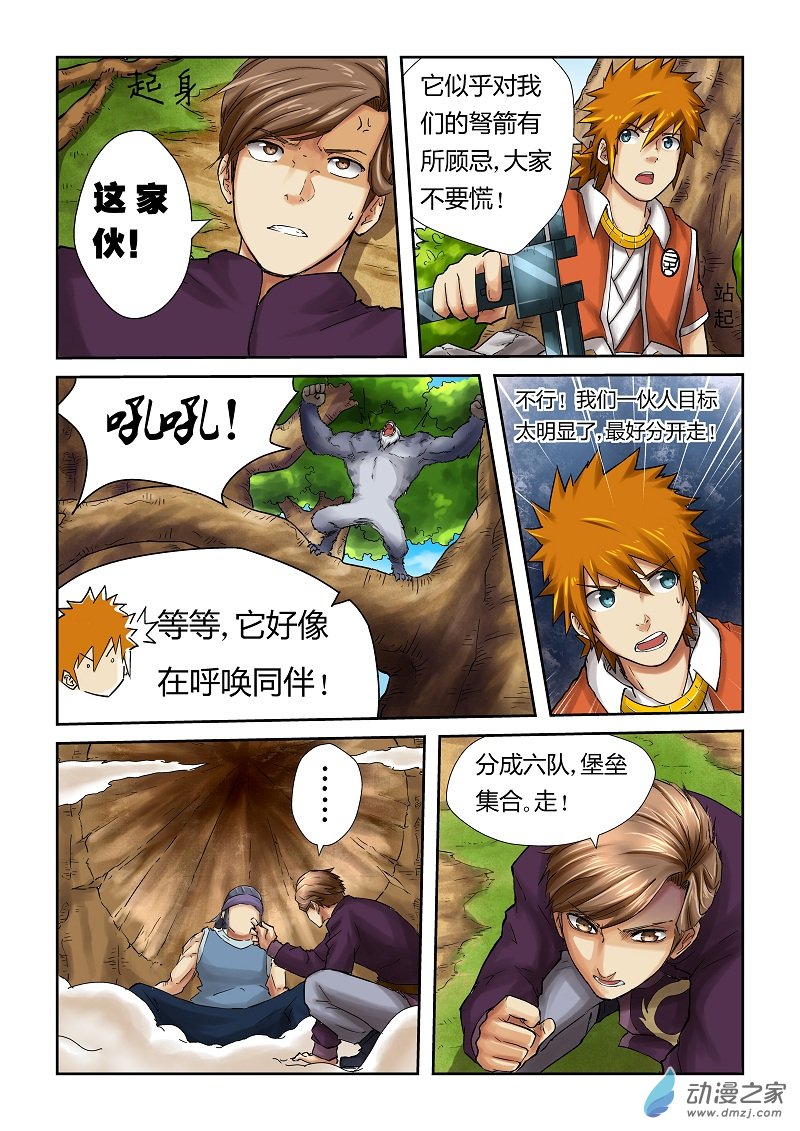 起身
这家
伙！
它似乎对我
们的弩箭有
所顾忌，大家
不要慌！
站起
吼吼！
等等，它好像
在呼唤同伴！
不行！我们一伙人目标
太明显了，最好分开走！
……
分成六队，堡垒
集合。走！
动漫之家
www.dmzj.com